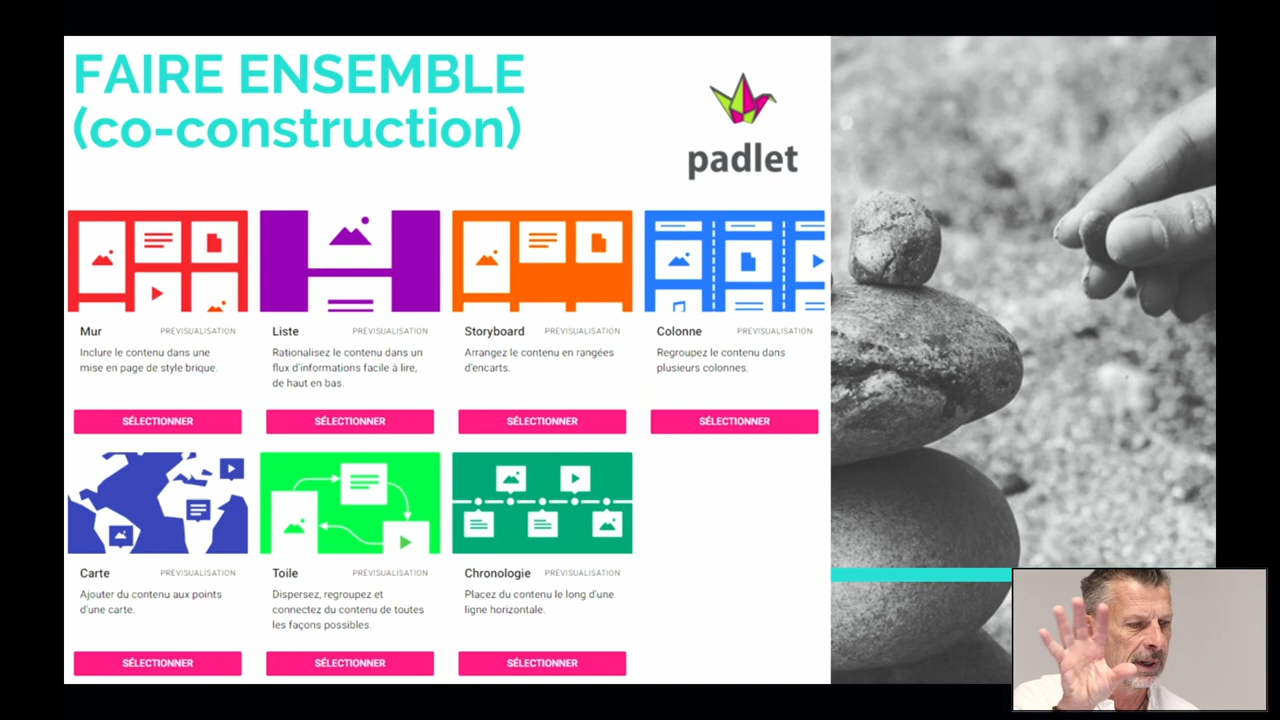 FAIRE ENSEMBLE
(co-construction)
padlet
Mur PRÉVISUALISATION
Inclure le contenu dans une
mise en page de style brique.
SÉLECTIONNER
Liste PRÉVISUALISATION
Rationalisez le contenu dans un
flux d'informations facile à lire,
de haut en bas.
SÉLECTIONNER
Storyboard PRÉVISUALISATION
Arrangez le contenu en rangées
d'encarts.
SÉLECTIONNER
Colonne PRÉVISUALISATION
Regroupez le contenu dans
plusieurs colonnes.
SÉLECTIONNER
Carte PRÉVISUALISATION
Ajouter du contenu aux points
d'une carte.
SÉLECTIONNER
Toile PRÉVISUALISATION
Dispersez, regroupez et
connectez du contenu de toutes
les façons possibles.
SÉLECTIONNER
Chronologie PRÉVISUALISATION
Placez du contenu le long d'une
ligne horizontale.
SÉLECTIONNER